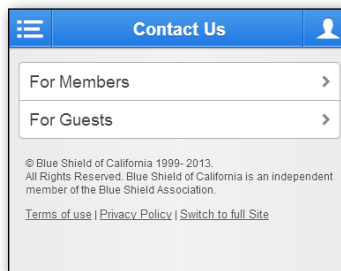 Contact Us
For Members
For Guests
© Blue Shield of California 1999- 2013.
All Rights Reserved. Blue Shield of California is an independent
member of the Blue Shield Association.
Terms of use | Privacy Policy | Switch to full Site